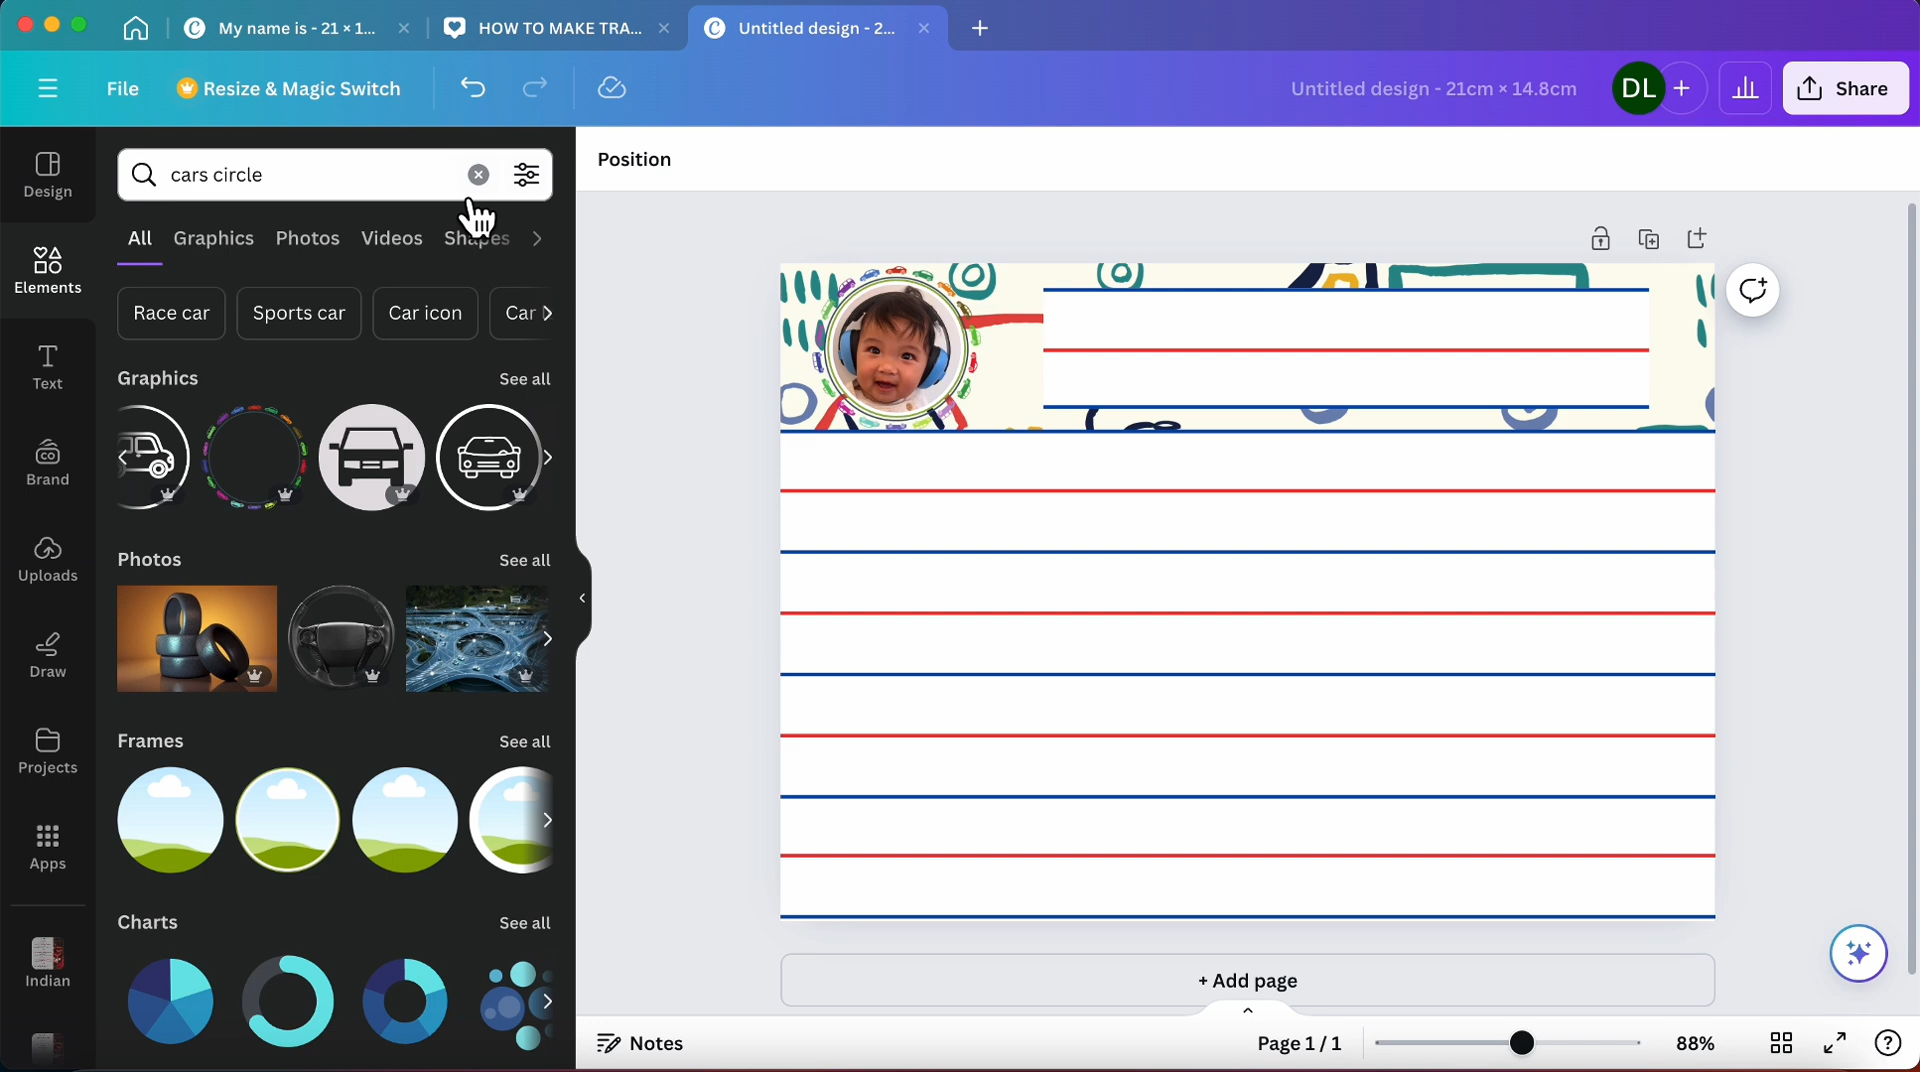 My name is - 21 × 1...
HOW TO MAKE TRA...
Untitled design - 2...
File
Resize & Magic Switch
Untitled design - 21cm × 14.8cm
DL
Share
Design
Elements
Text
Brand
Uploads
Draw
Projects
Apps
Indian
cars circle
All Graphics Photos Videos Shapes
Race car
Sports car
Car icon
Car
Graphics
See all
Photos
See all
Frames
See all
Charts
See all
Position
+ Add page
Notes
Page 1 / 1
88%